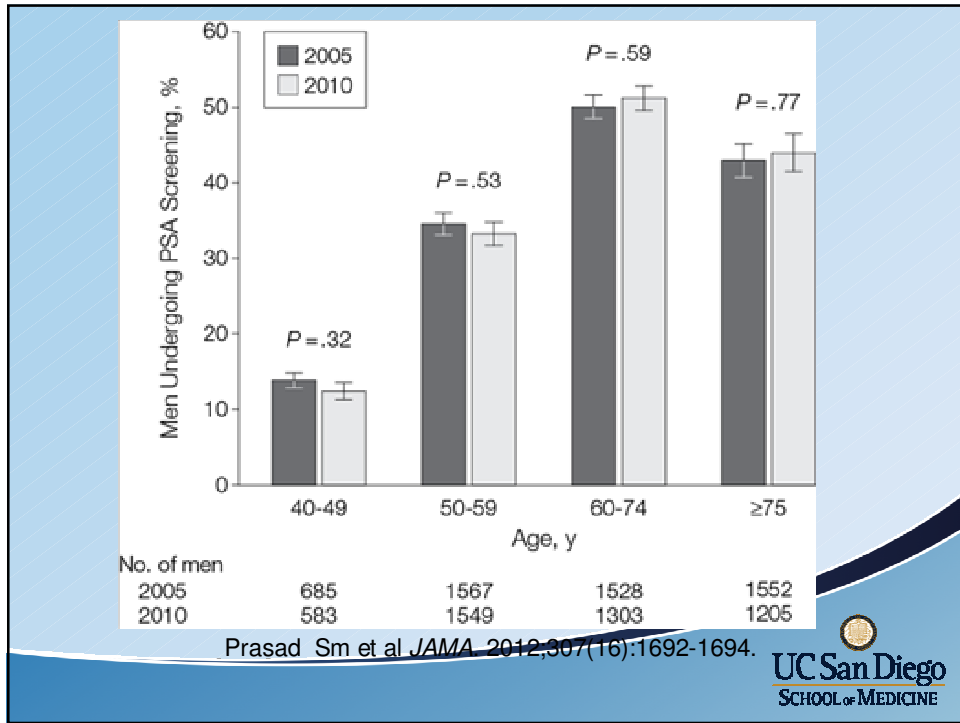 60
2005
2010
P = .59
50
P = .77
40
P = .53
30
20
P = .32
10
0
Men Undergoing PSA Screening, %
40-49 50-59 60-74 ≥75
Age, y
No. of men
2005 685 1567 1528 1552
2010 583 1549 1303 1205
Prasad Sm et al JAMA. 2012;307(16):1692-1694.
UC San Diego
SCHOOL OF MEDICINE